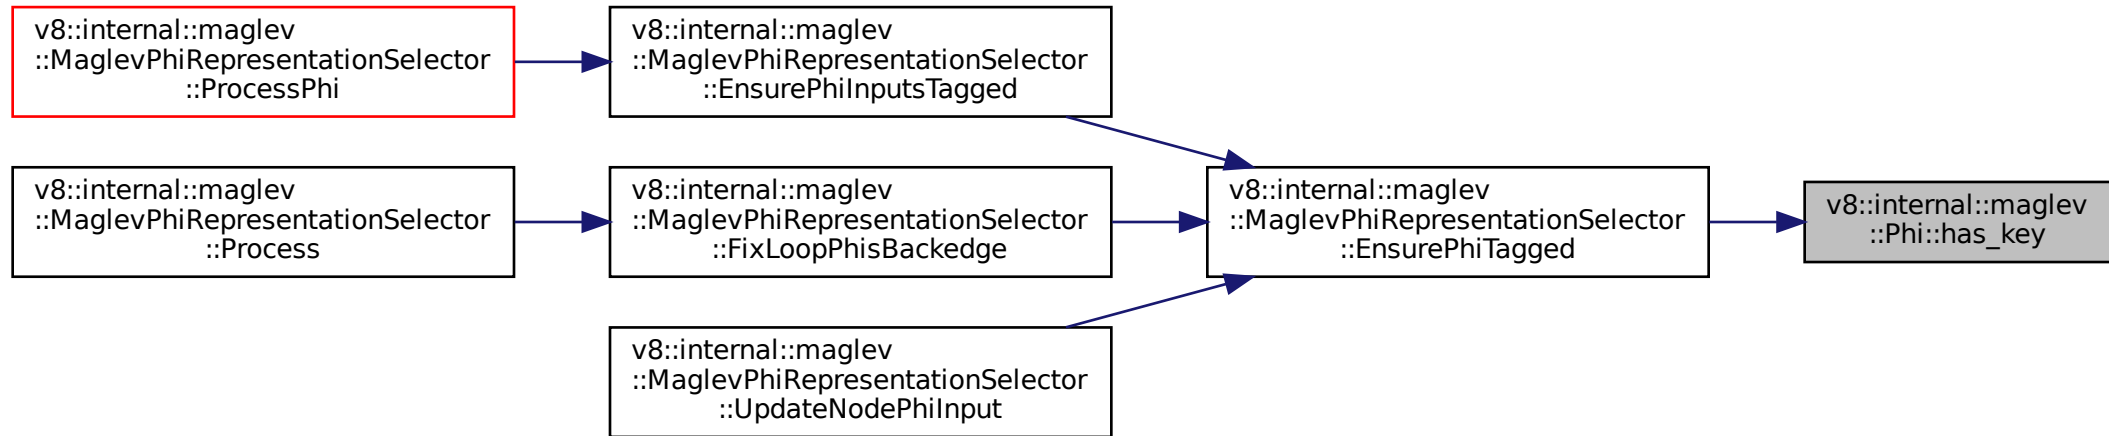 v8::internal::maglev
::MaglevPhiRepresentationSelector
::ProcessPhi
v8::internal::maglev
::MaglevPhiRepresentationSelector
::EnsurePhiInputsTagged
v8::internal::maglev
::MaglevPhiRepresentationSelector
::Process
v8::internal::maglev
::MaglevPhiRepresentationSelector
::FixLoopPhisBackedge
v8::internal::maglev
::MaglevPhiRepresentationSelector
::EnsurePhiTagged
v8::internal::maglev
::Phi::has_key
v8::internal::maglev
::MaglevPhiRepresentationSelector
::UpdateNodePhiInput